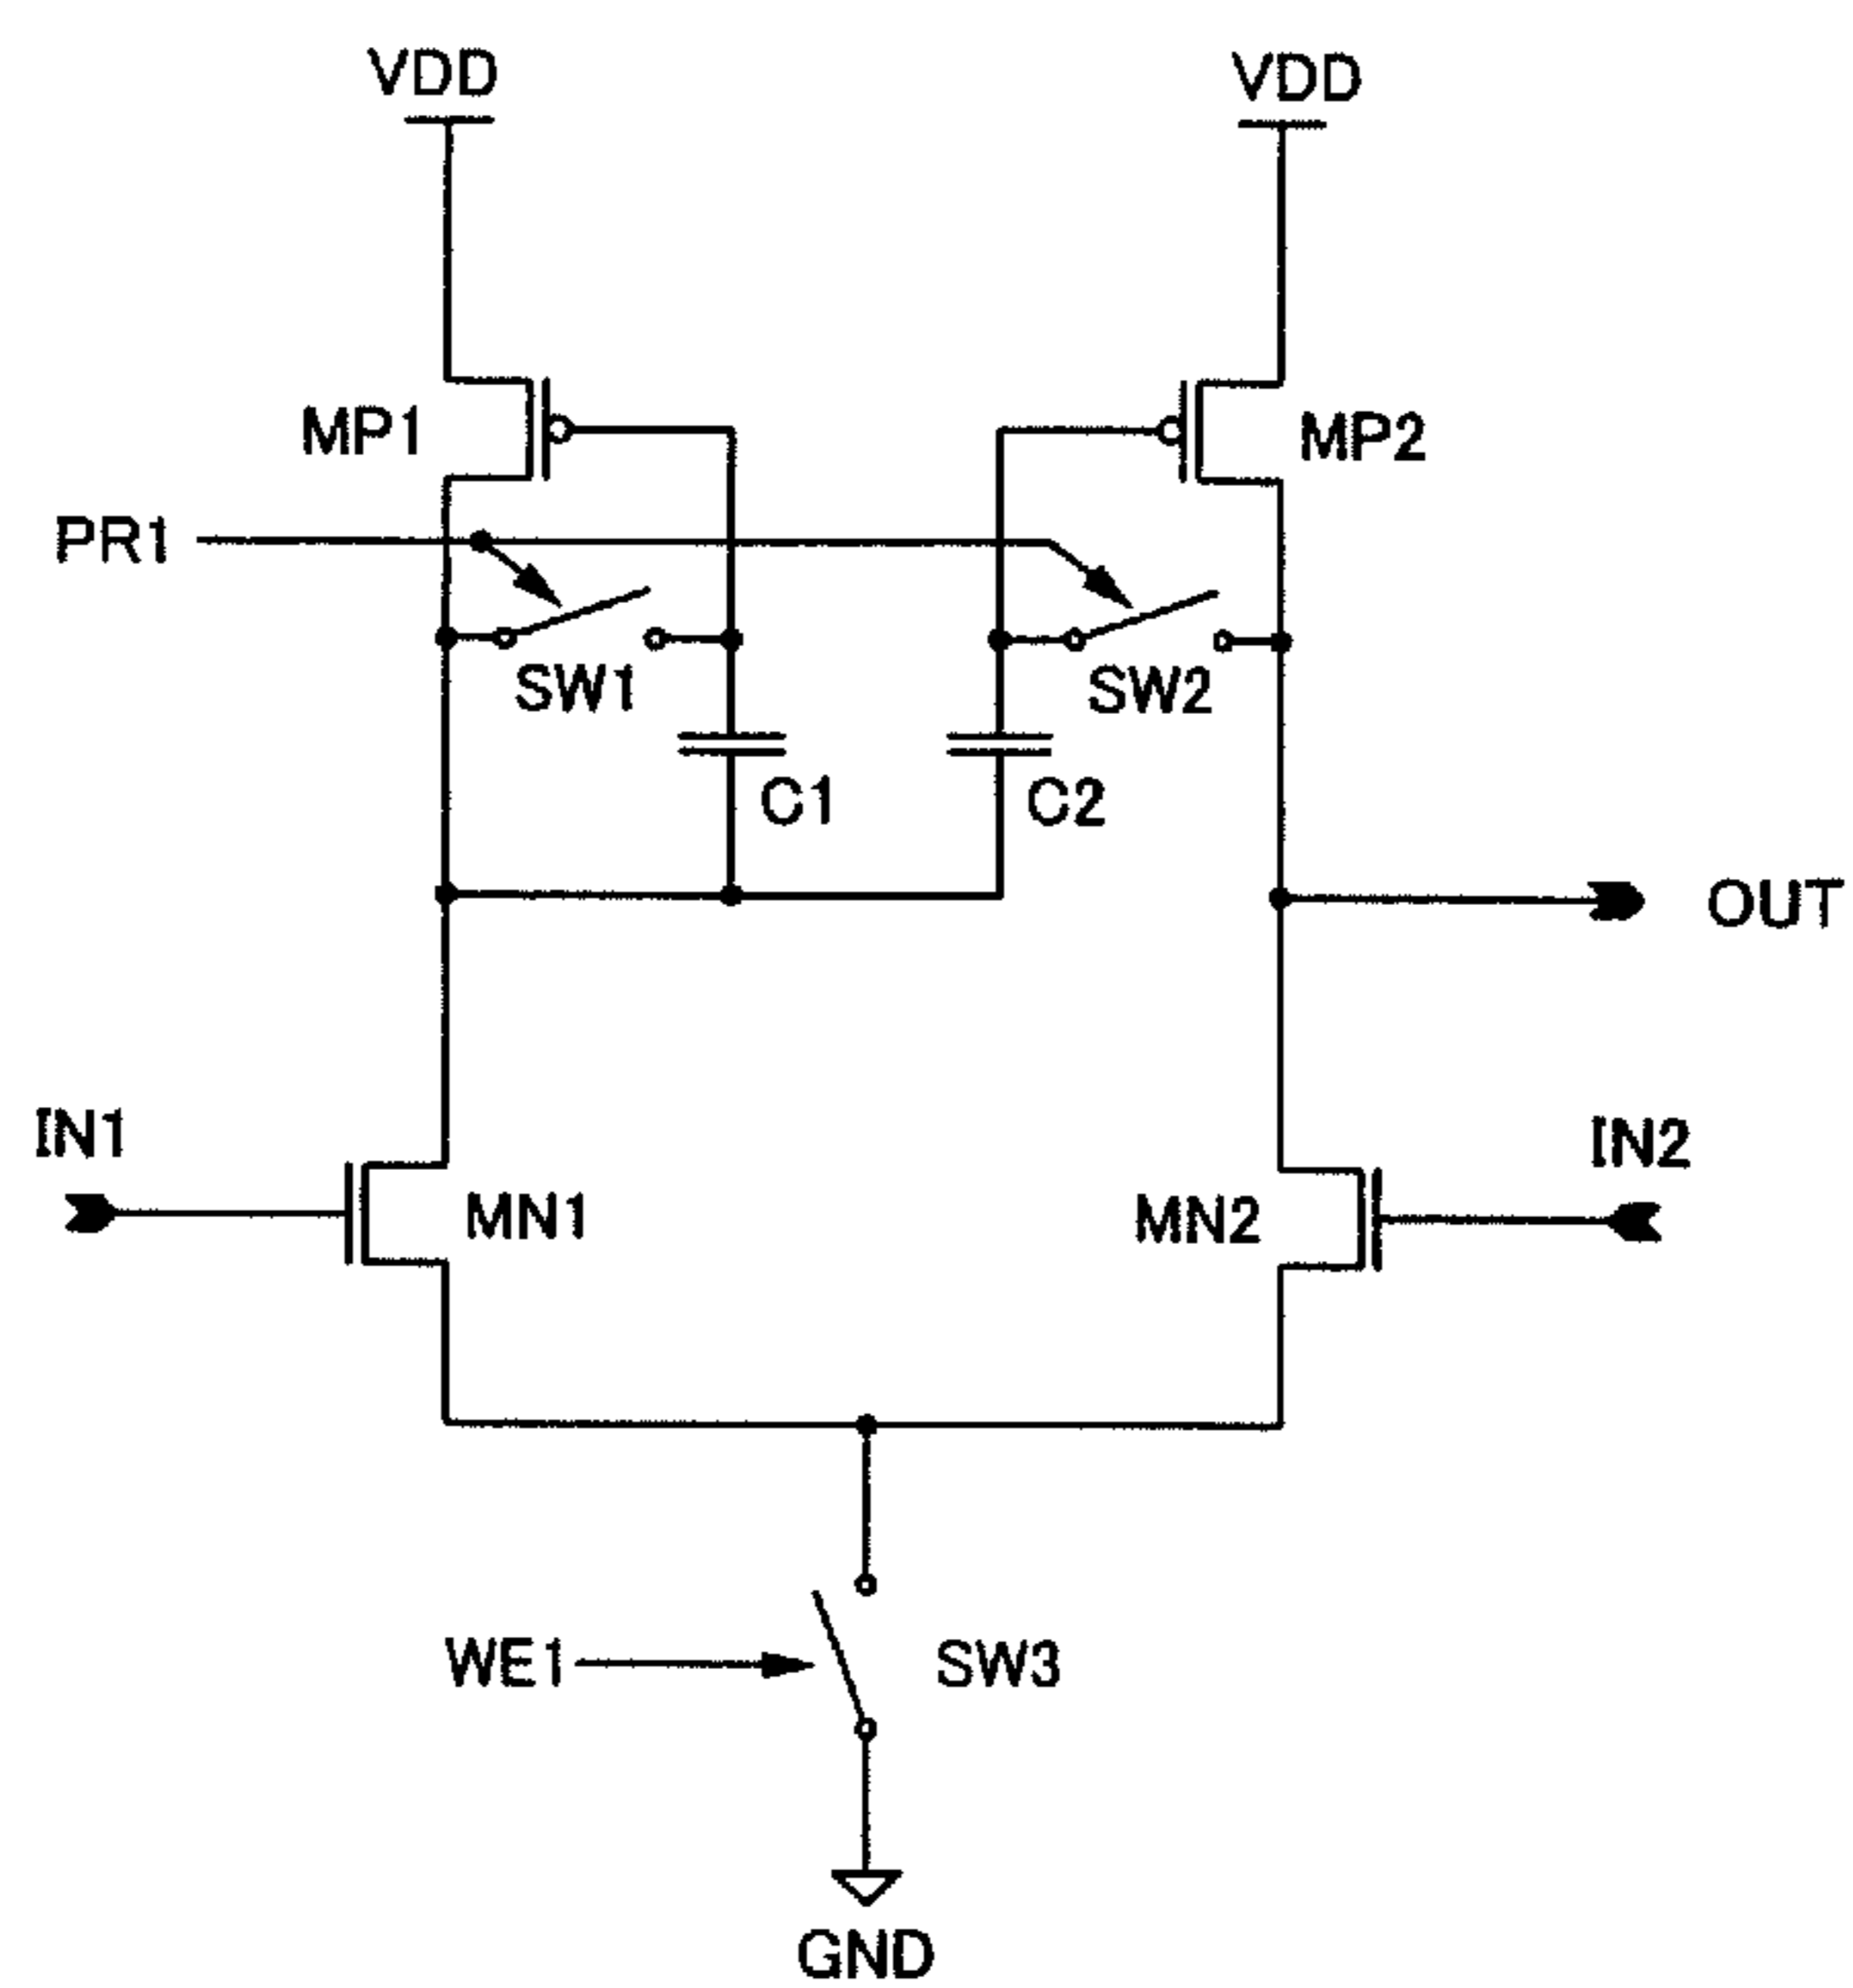 VDD VDD
MP1 MP2
PR1
SW1 SW2
C1 C2
OUT
IN1 IN2
MN1 MN2
WE1 SW3
GND